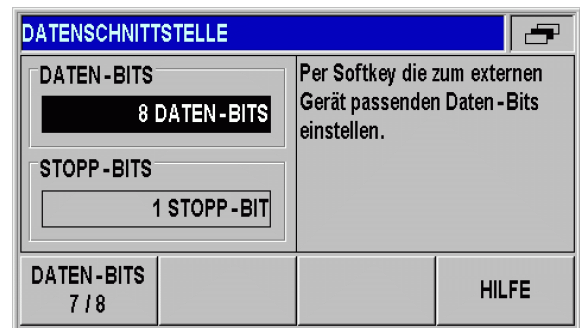 DATENSCHNITTSTELLE
DATEN-BITS
8 DATEN-BITS
STOPP-BITS
1 STOPP-BIT
Per Softkey die zum externen
Gerät passenden Daten-Bits
einstellen.
DATEN-BITS
7 / 8
HILFE